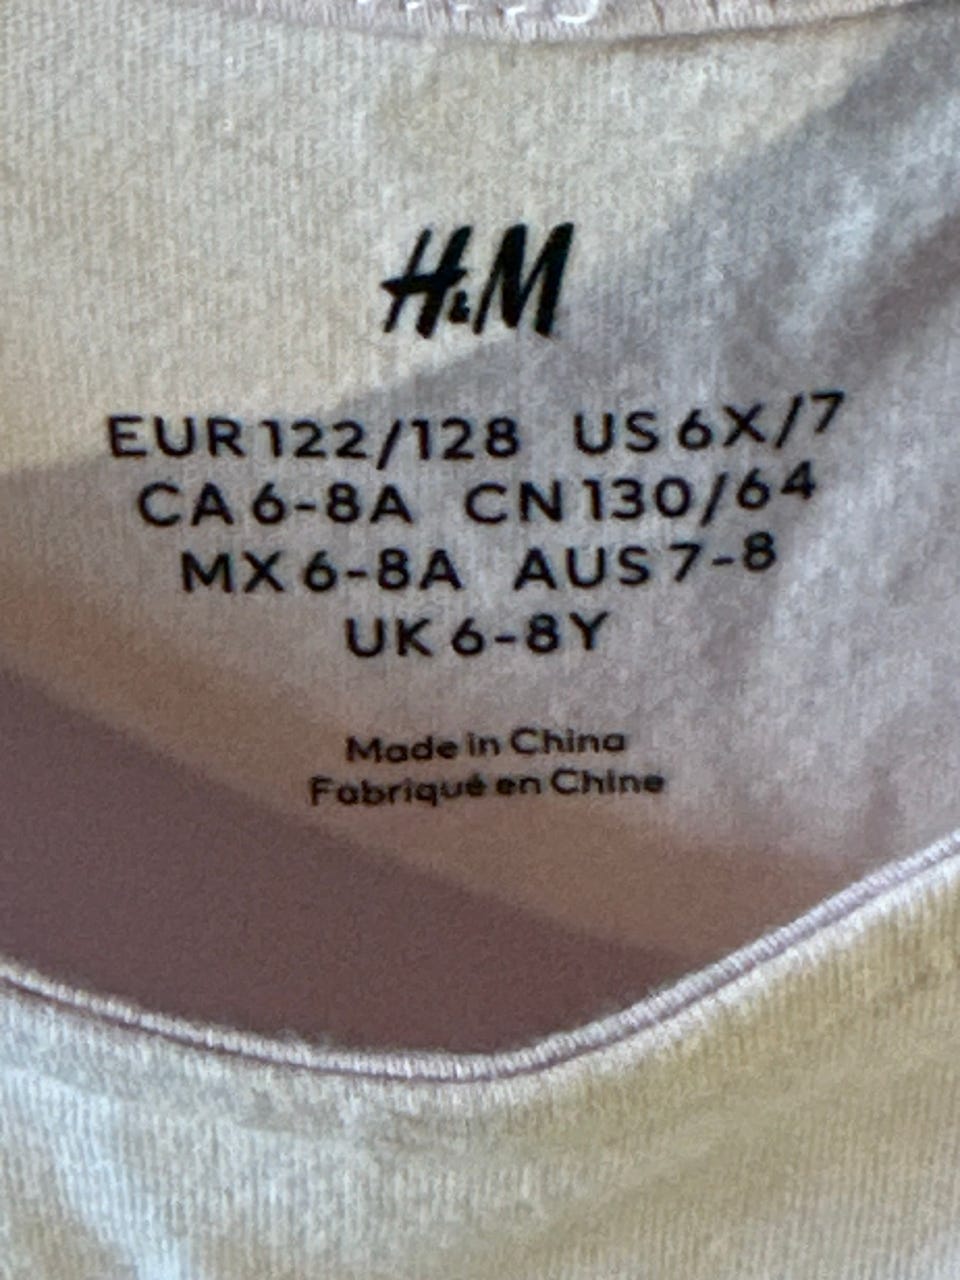 H&M
EUR 122/128 US 6X/7
CA 6-8A CN 130/64
MX 6-8A AUS 7-8
UK 6-8Y
Made in China
Fabriqué en Chine